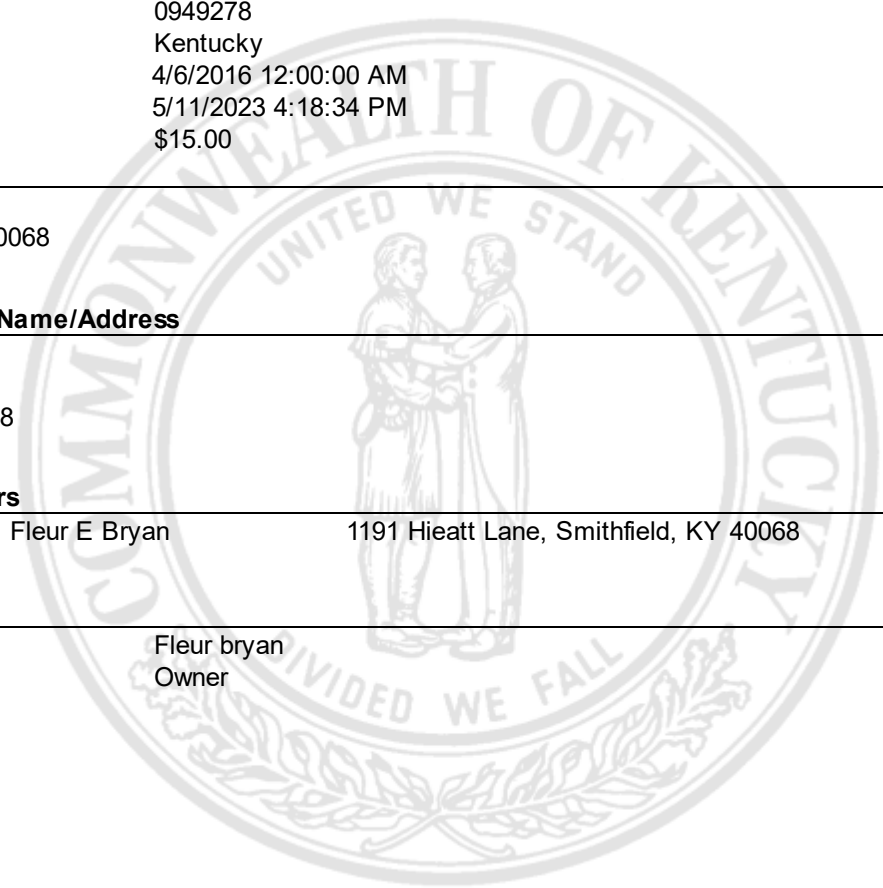 0949278
Kentucky
4/6/2016 12:00:00 AM
5/11/2023 4:18:34 PM
$15.00
0068
Name/Address
8
rs
Fleur E Bryan 1191 Hieatt Lane, Smithfield, KY 40068
Fleur bryan
Owner
COMMONWEALTH OF KENTUCKY
UNITED WE STAND
DIVIDED WE FALL